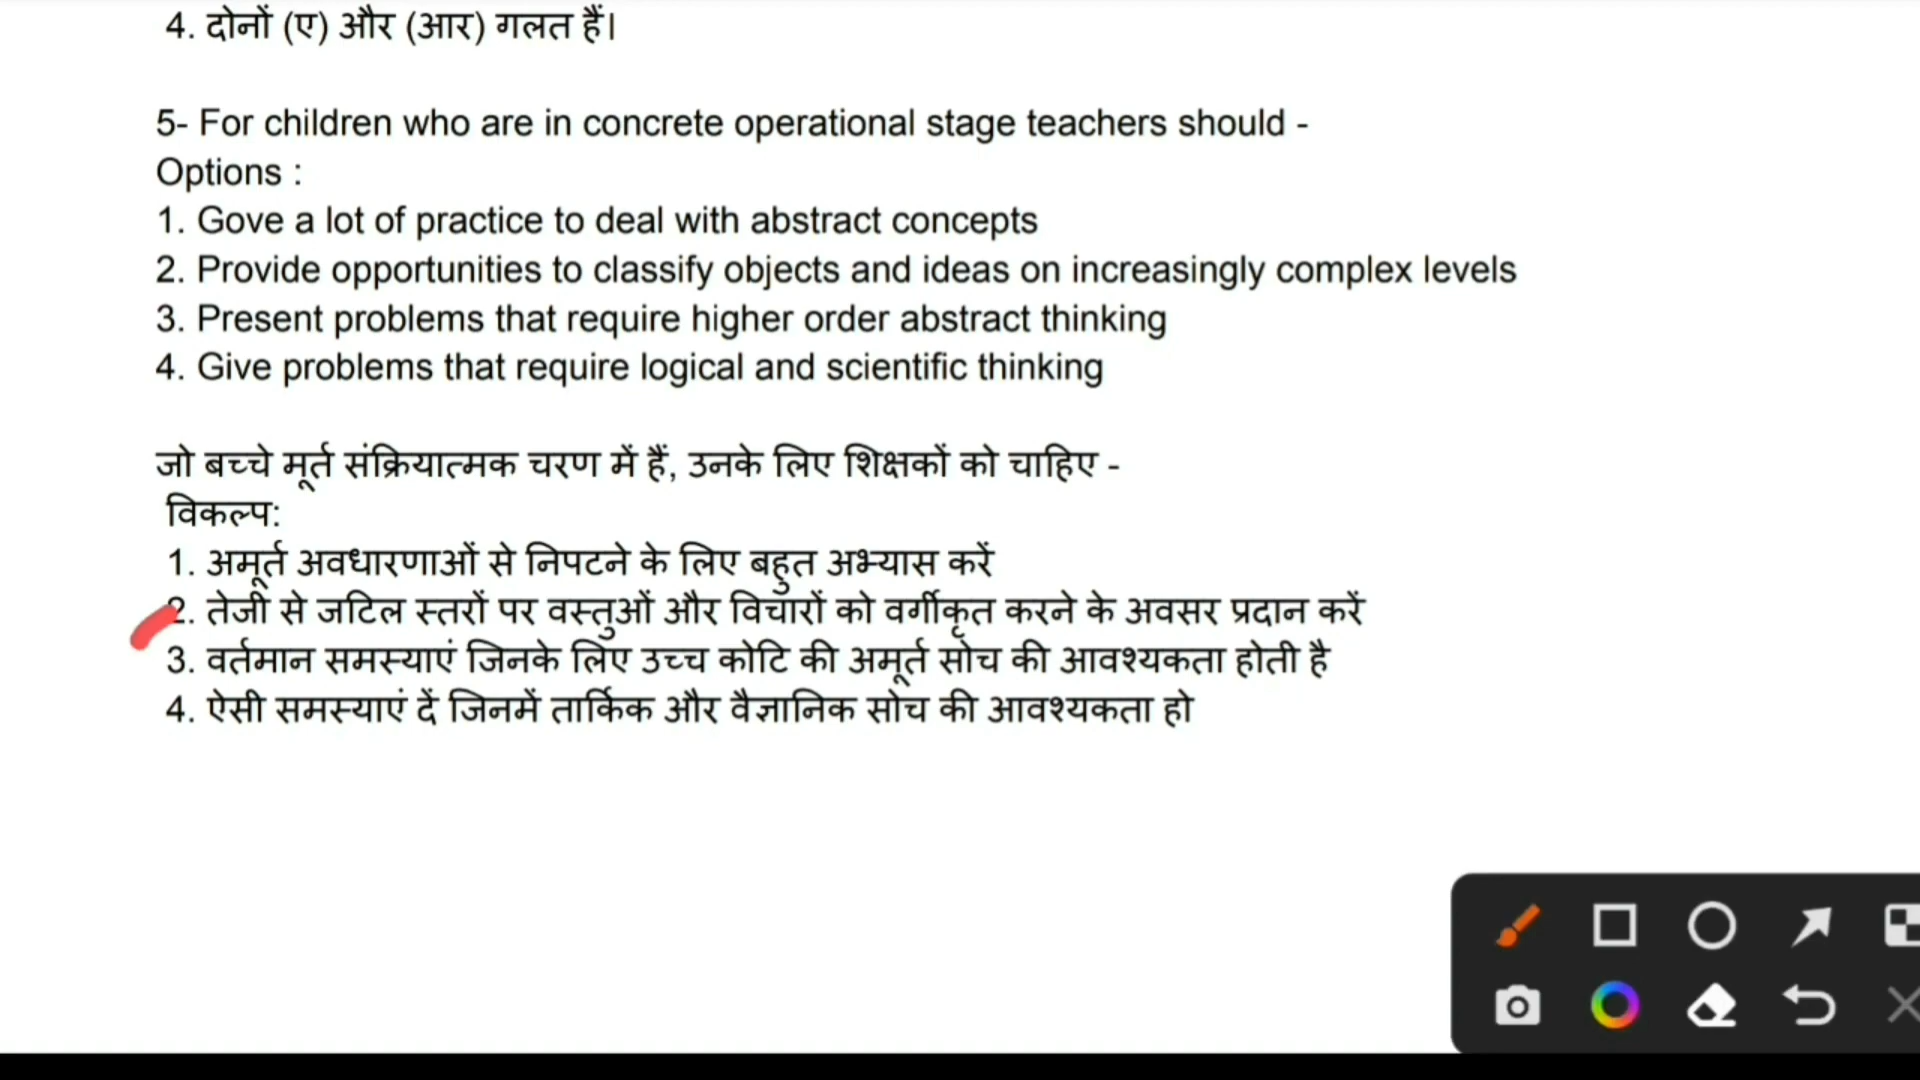 4. दोनों (ए) और (आर) गलत हैं।
5- For children who are in concrete operational stage teachers should -
Options :
1. Gove a lot of practice to deal with abstract concepts
2. Provide opportunities to classify objects and ideas on increasingly complex levels
3. Present problems that require higher order abstract thinking
4. Give problems that require logical and scientific thinking
जो बच्चे मूर्त संक्रियात्मक चरण में हैं, उनके लिए शिक्षकों को चाहिए -
विकल्प:
1. अमूर्त अवधारणाओं से निपटने के लिए बहुत अभ्यास करें
2. तेजी से जटिल स्तरों पर वस्तुओं और विचारों को वर्गीकृत करने के अवसर प्रदान करें
3. वर्तमान समस्याएं जिनके लिए उच्च कोटि की अमूर्त सोच की आवश्यकता होती है
4. ऐसी समस्याएं दें जिनमें तार्किक और वैज्ञानिक सोच की आवश्यकता हो